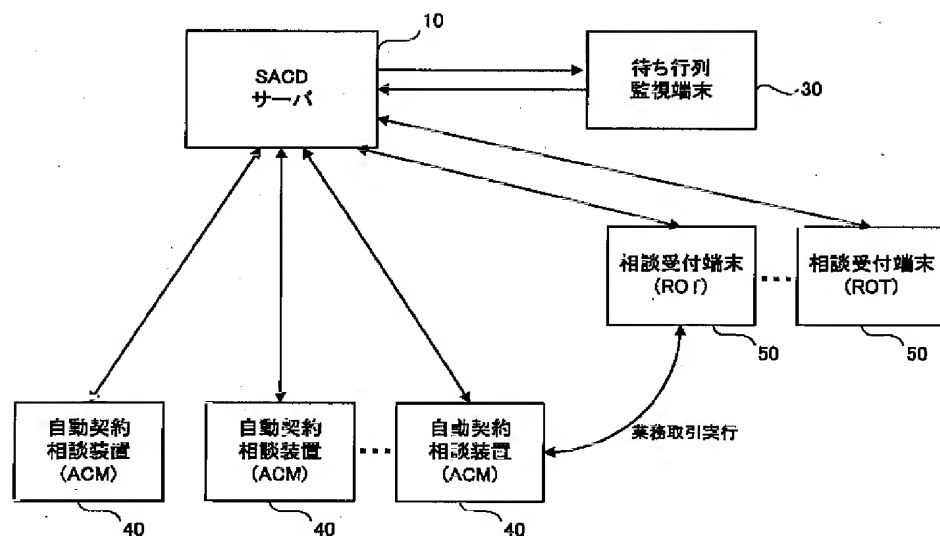 10
SACD
サーバ
待ち行列
監視端末
30
相談受付端末
(ROT)
相談受付端末
(ROT)
50
50
自動契約
相談装置
(ACM)
自動契約
相談装置
(ACM)
自動契約
相談装置
(ACM)
業務取引実行
40
40
40